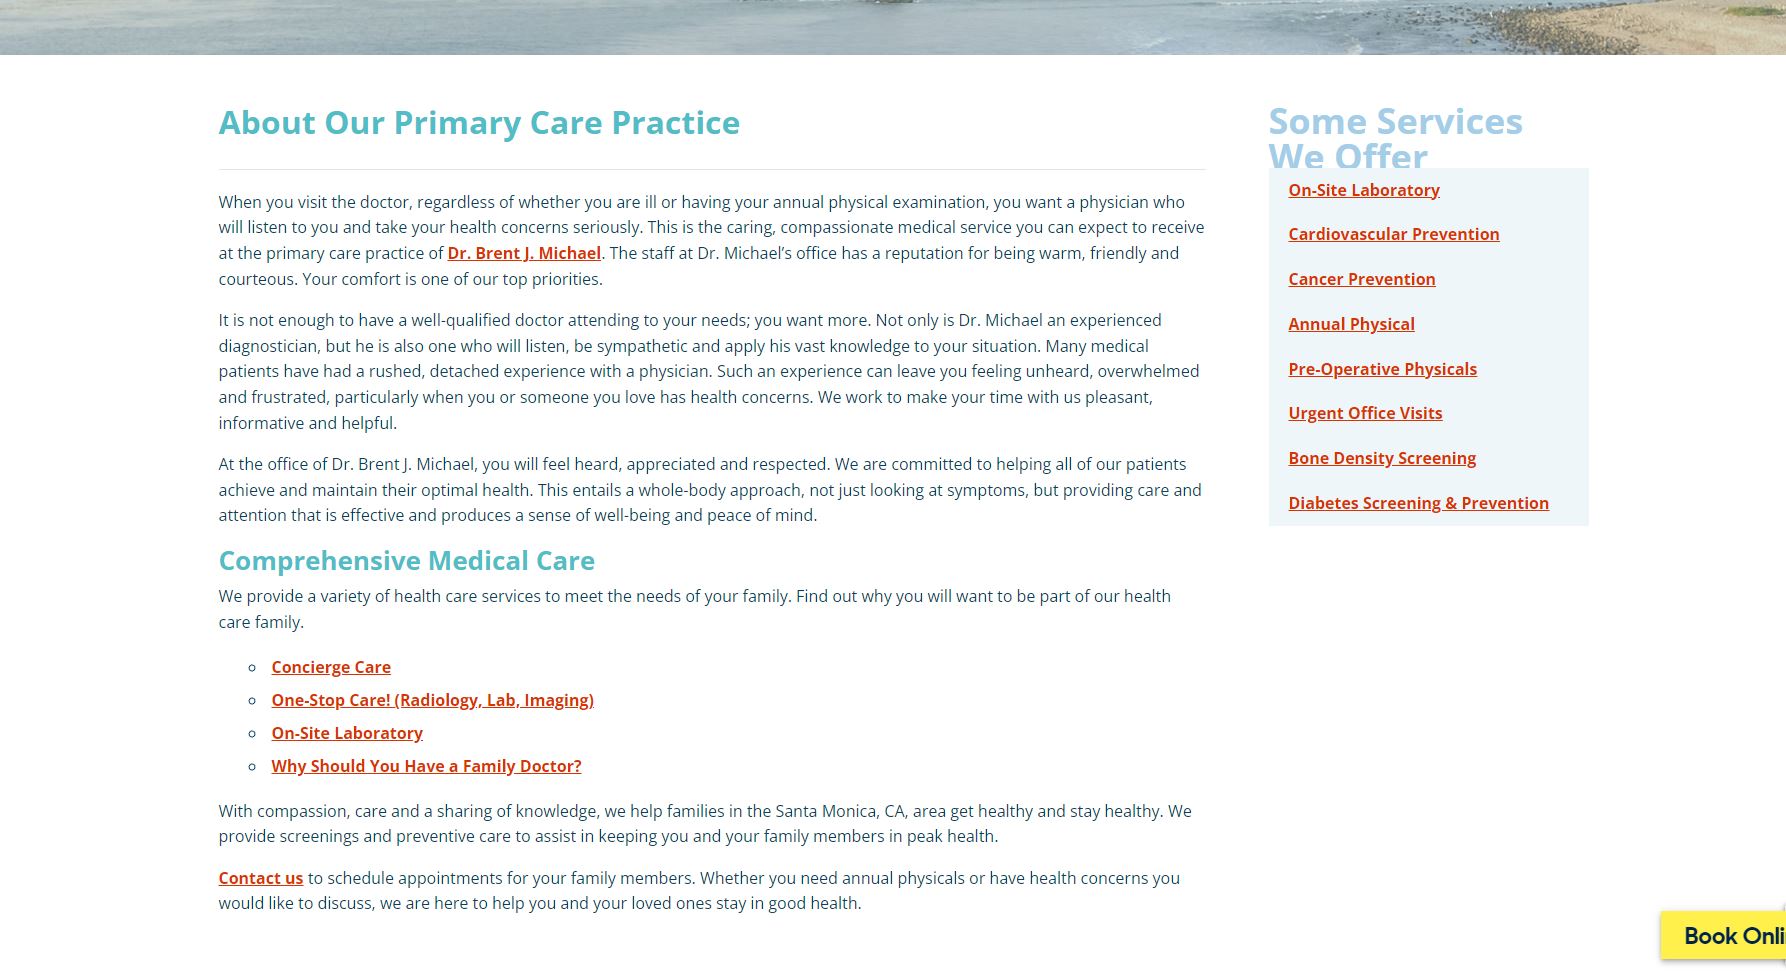 About Our Primary Care Practice
When you visit the doctor, regardless of whether you are ill or having your annual physical examination, you want a physician who
will listen to you and take your health concerns seriously. This is the caring, compassionate medical service you can expect to receive
at the primary care practice of Dr. Brent J. Michael. The staff at Dr. Michael’s office has a reputation for being warm, friendly and
courteous. Your comfort is one of our top priorities.
It is not enough to have a well-qualified doctor attending to your needs; you want more. Not only is Dr. Michael an experienced
diagnostician, but he is also one who will listen, be sympathetic and apply his vast knowledge to your situation. Many medical
patients have had a rushed, detached experience with a physician. Such an experience can leave you feeling unheard, overwhelmed
and frustrated, particularly when you or someone you love has health concerns. We work to make your time with us pleasant,
informative and helpful.
At the office of Dr. Brent J. Michael, you will feel heard, appreciated and respected. We are committed to helping all of our patients
achieve and maintain their optimal health. This entails a whole-body approach, not just looking at symptoms, but providing care and
attention that is effective and produces a sense of well-being and peace of mind.
Comprehensive Medical Care
We provide a variety of health care services to meet the needs of your family. Find out why you will want to be part of our health
care family.
Concierge Care
One-Stop Care! (Radiology, Lab, Imaging)
On-Site Laboratory
Why Should You Have a Family Doctor?
With compassion, care and a sharing of knowledge, we help families in the Santa Monica, CA, area get healthy and stay healthy. We
provide screenings and preventive care to assist in keeping you and your family members in peak health.
Contact us to schedule appointments for your family members. Whether you need annual physicals or have health concerns you
would like to discuss, we are here to help you and your loved ones stay in good health.
Some Services
We Offer
On-Site Laboratory
Cardiovascular Prevention
Cancer Prevention
Annual Physical
Pre-Operative Physicals
Urgent Office Visits
Bone Density Screening
Diabetes Screening & Prevention
Book Onli